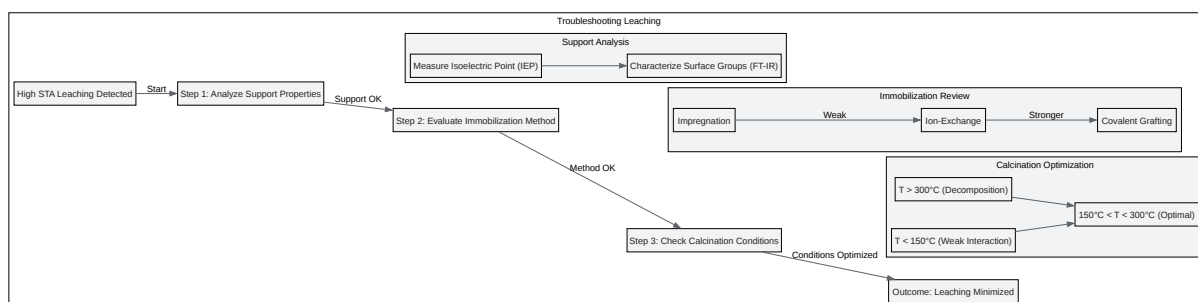 Troubleshooting Leaching
Support Analysis
Measure Isoelectric Point (IEP)
Characterize Surface Groups (FT-IR)
High STA Leaching Detected
Start
Step 1: Analyze Support Properties
Support OK
Step 2: Evaluate Immobilization Method
Immobilization Review
Impregnation
Weak
Ion-Exchange
Stronger
Covalent Grafting
Method OK
Calcination Optimization
T > 300°C (Decomposition)
150°C < T < 300°C (Optimal)
T < 150°C (Weak Interaction)
Step 3: Check Calcination Conditions
Conditions Optimized
Outcome: Leaching Minimized